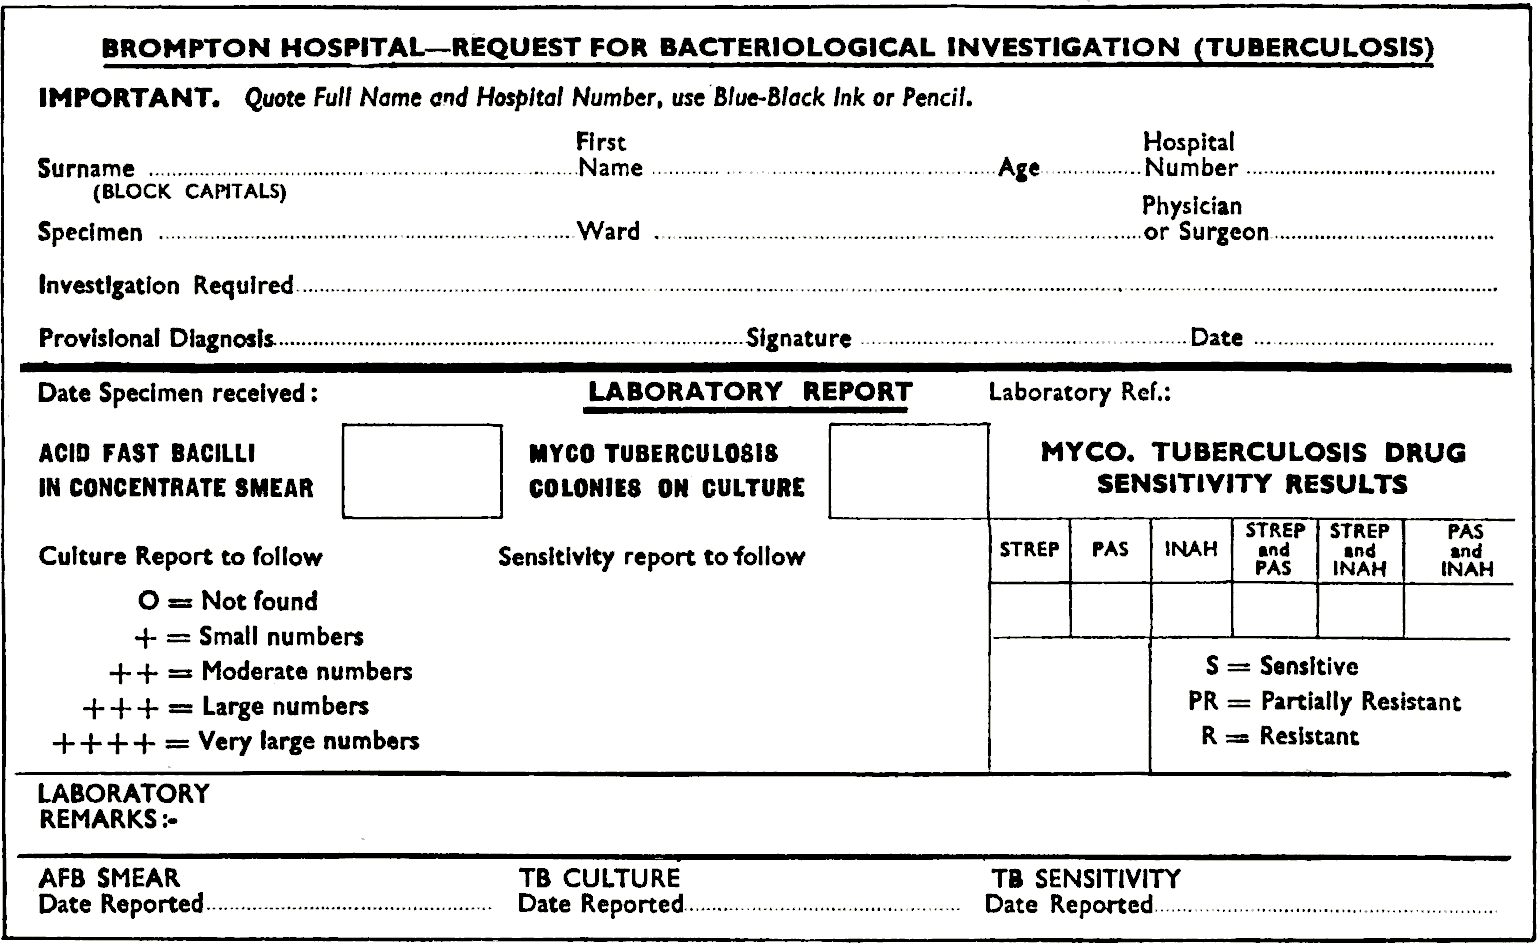 BROMPTON HOSPITAL—REQUEST FOR BACTERIOLOGICAL INVESTIGATION (TUBERCULOSIS)
IMPORTANT. Quote Full Name and Hospital Number, use Blue-Black Ink or Pencil.
Surname First Name Age Hospital Number
(BLOCK CAPITALS)
Specimen Ward Physician or Surgeon
Investigation Required
Provisional Diagnosis Signature Date
Date Specimen received: LABORATORY REPORT Laboratory Ref.:
ACID FAST BACILLI
IN CONCENTRATE SMEAR
MYCO TUBERCULOSIS
COLONIES ON CULTURE
MYCO. TUBERCULOSIS DRUG
SENSITIVITY RESULTS
STREP PAS INAH STREP and PAS STREP and INAH PAS and INAH
Culture Report to follow Sensitivity report to follow
O = Not found
+ = Small numbers
++ = Moderate numbers
+++ = Large numbers
++++ = Very large numbers
S = Sensitive
PR = Partially Resistant
R = Resistant
LABORATORY
REMARKS:-
AFB SMEAR
Date Reported
TB CULTURE
Date Reported
TB SENSITIVITY
Date Reported